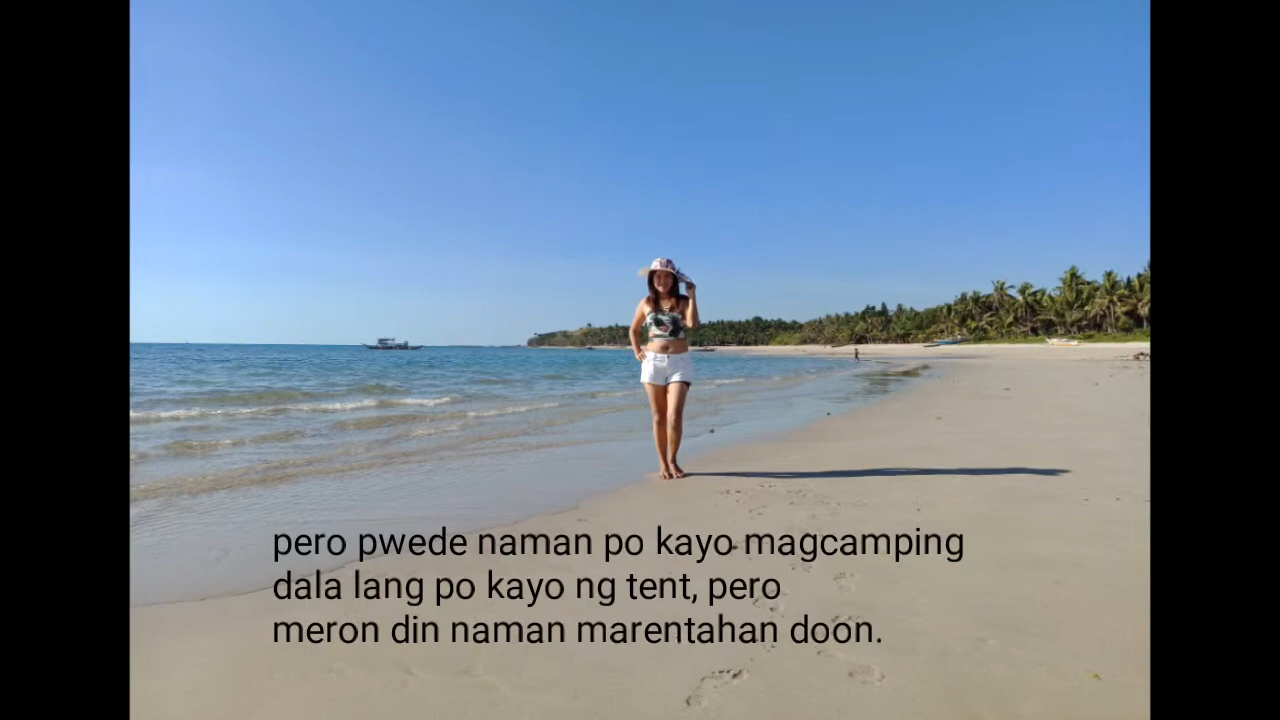 pero pwede naman po kayo magcamping
dala lang po kayo ng tent, pero
meron din naman marentahan doon.